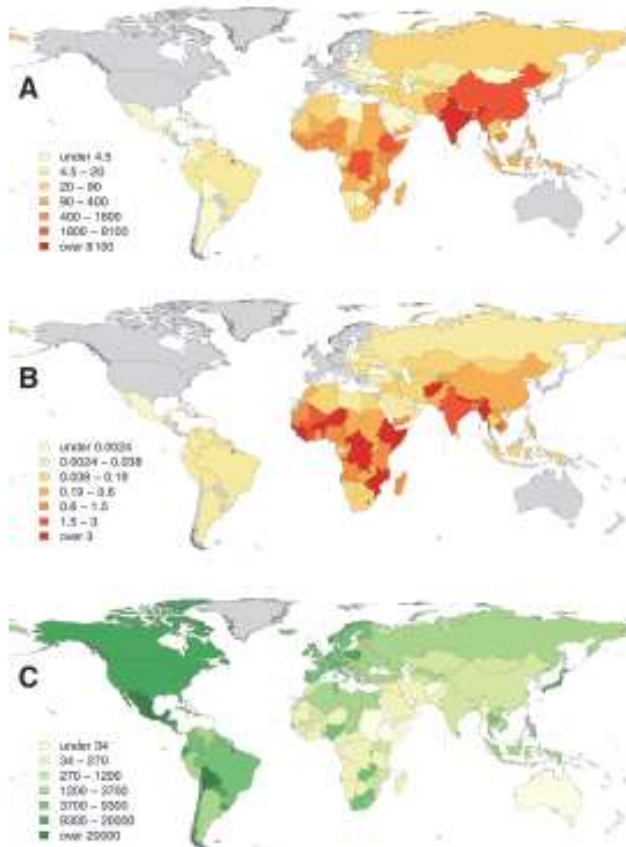 A
under 4.5
4.5 – 20
20 – 90
90 – 400
400 – 1800
1800 – 8100
over 8100
B
under 0.0024
0.0024 – 0.038
0.038 – 0.19
0.19 – 0.6
0.6 – 1.5
1.5 – 3
over 3
C
under 34
34 – 270
270 – 1200
1200 – 3700
3700 – 9300
9300 – 20000
over 20000